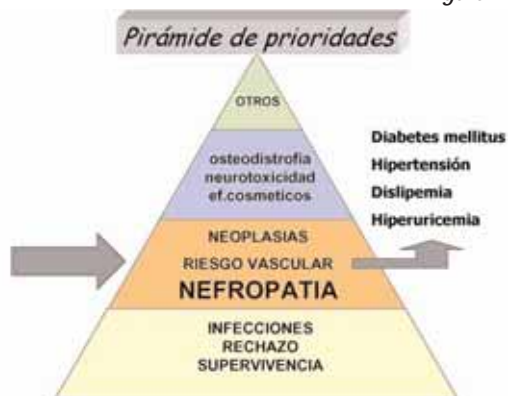 Pirámide de prioridades
OTROS
osteodistrofia
neurotoxicidad
ef.cosmeticos
NEOPLASIAS
RIESGO VASCULAR
NEFROPATIA
INFECCIONES
RECHAZO
SUPERVIVENCIA
Diabetes mellitus
Hipertensión
Dislipemia
Hiperuricemia